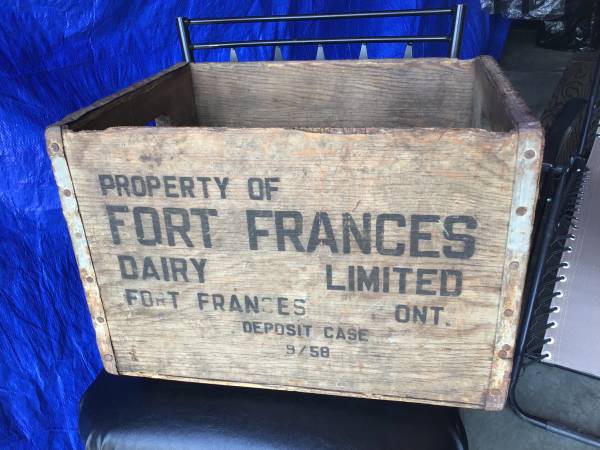 PROPERTY OF
FORT FRANCES
DAIRY LIMITED
FORT FRANCES ONT.
DEPOSIT CASE
9/58